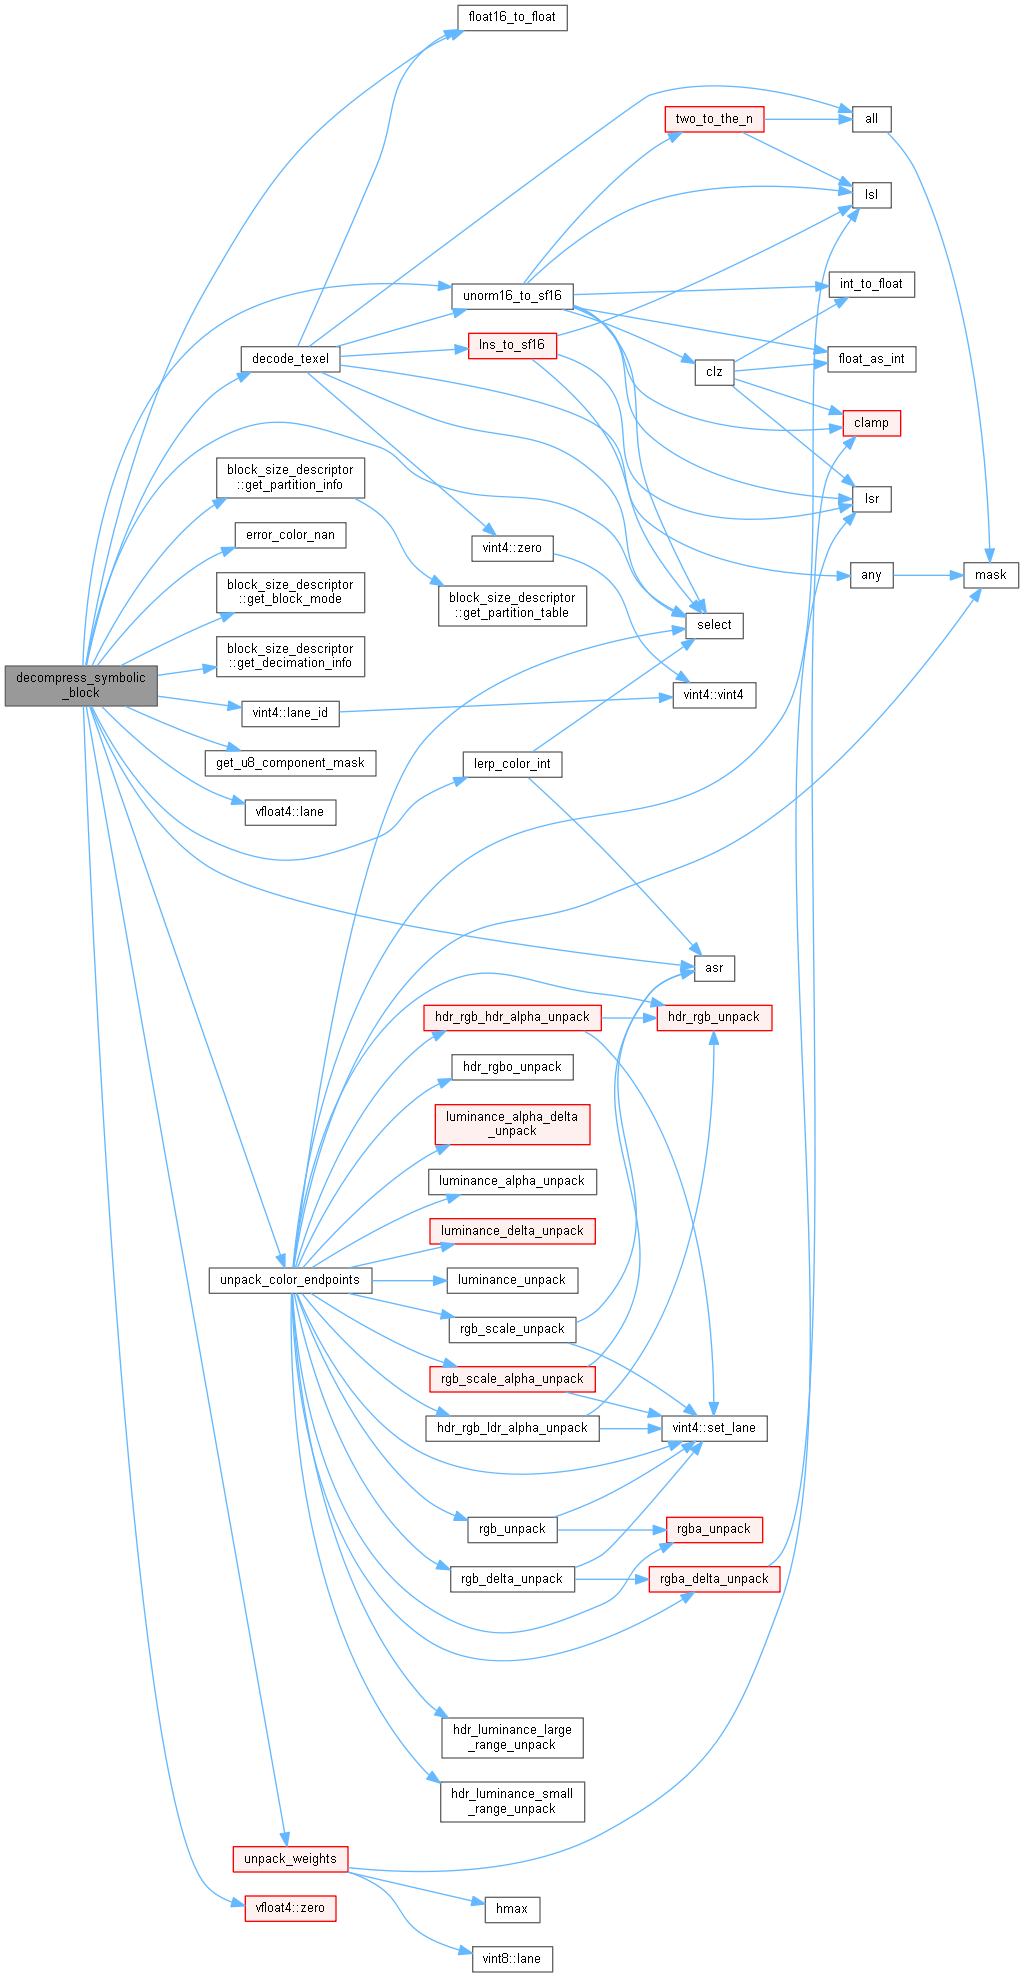 float16_to_float
two_to_the_n
all
lsl
int_to_float
unorm16_to_sf16
lns_to_sf16
decode_texel
float_as_int
clz
clamp
block_size_descriptor
::get_partition_info
lsr
error_color_nan
vint4::zero
any
mask
block_size_descriptor
::get_block_mode
block_size_descriptor
::get_partition_table
select
block_size_descriptor
::get_decimation_info
decompress_symbolic
_block
vint4::vint4
vint4::lane_id
get_u8_component_mask
lerp_color_int
vfloat4::lane
asr
hdr_rgb_hdr_alpha_unpack
hdr_rgb_unpack
hdr_rgbo_unpack
luminance_alpha_delta
_unpack
luminance_alpha_unpack
luminance_delta_unpack
unpack_color_endpoints
luminance_unpack
rgb_scale_unpack
rgb_scale_alpha_unpack
hdr_rgb_ldr_alpha_unpack
vint4::set_lane
rgb_unpack
rgba_unpack
rgb_delta_unpack
rgba_delta_unpack
hdr_luminance_large
_range_unpack
hdr_luminance_small
_range_unpack
unpack_weights
vfloat4::zero
hmax
vint8::lane